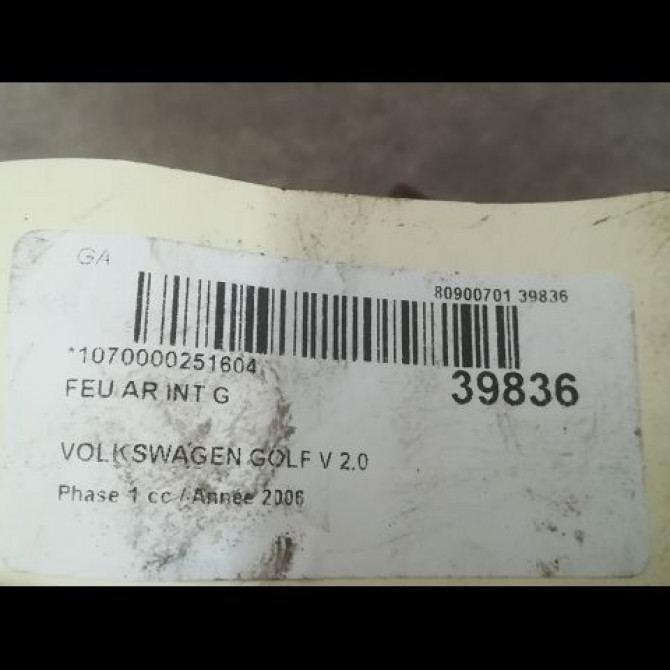 GA
80900701 39836
*1070000251604
39836
FEU AR INT G
VOLKSWAGEN GOLF V 2.0
Phase 1 cc / Année 2006